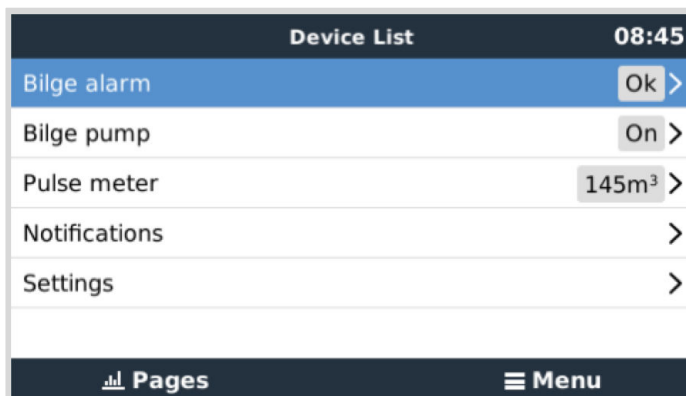 Device List 08:45
Bilge alarm Ok
Bilge pump On
Pulse meter 145m³
Notifications
Settings
Pages Menu